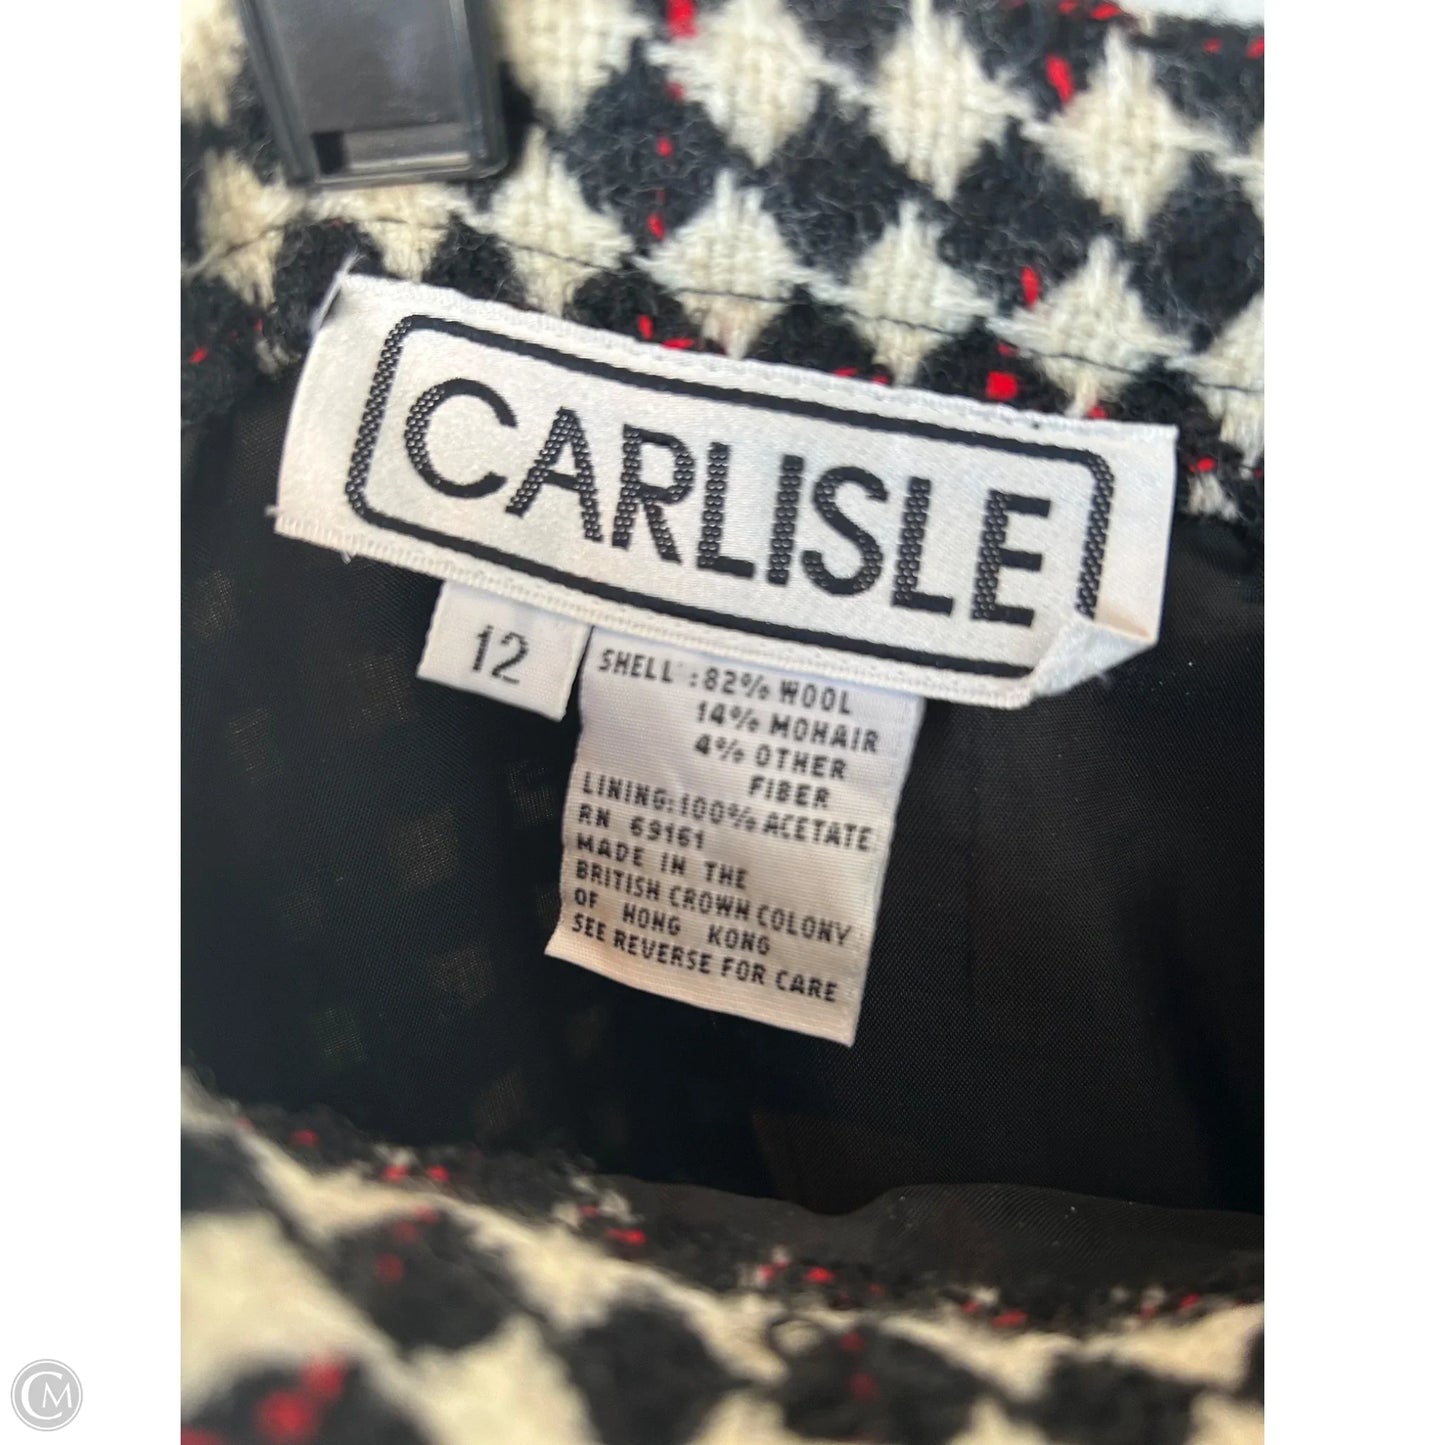 CARLISLE
12
SHELL :82% WOOL
14% MOHAIR
4% OTHER
FIBER
LINING:100% ACETATE
RN 69161
MADE IN THE
BRITISH CROWN COLONY
OF HONG KONG
SEE REVERSE FOR CARE
CM